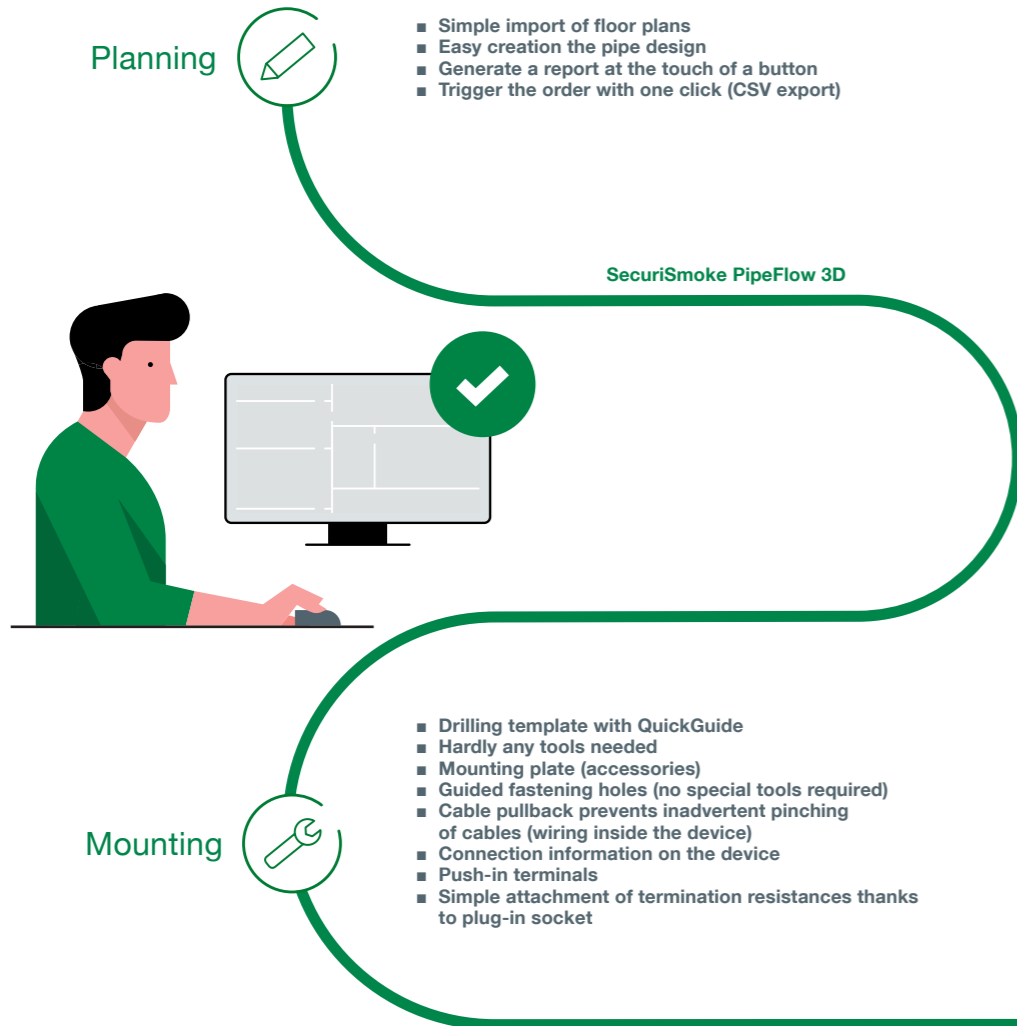 Planning
■ Simple import of floor plans
■ Easy creation the pipe design
■ Generate a report at the touch of a button
■ Trigger the order with one click (CSV export)
SecuriSmoke PipeFlow 3D
Mounting
■ Drilling template with QuickGuide
■ Hardly any tools needed
■ Mounting plate (accessories)
■ Guided fastening holes (no special tools required)
■ Cable pullback prevents inadvertent pinching
of cables (wiring inside the device)
■ Connection information on the device
■ Push-in terminals
■ Simple attachment of termination resistances thanks
to plug-in socket